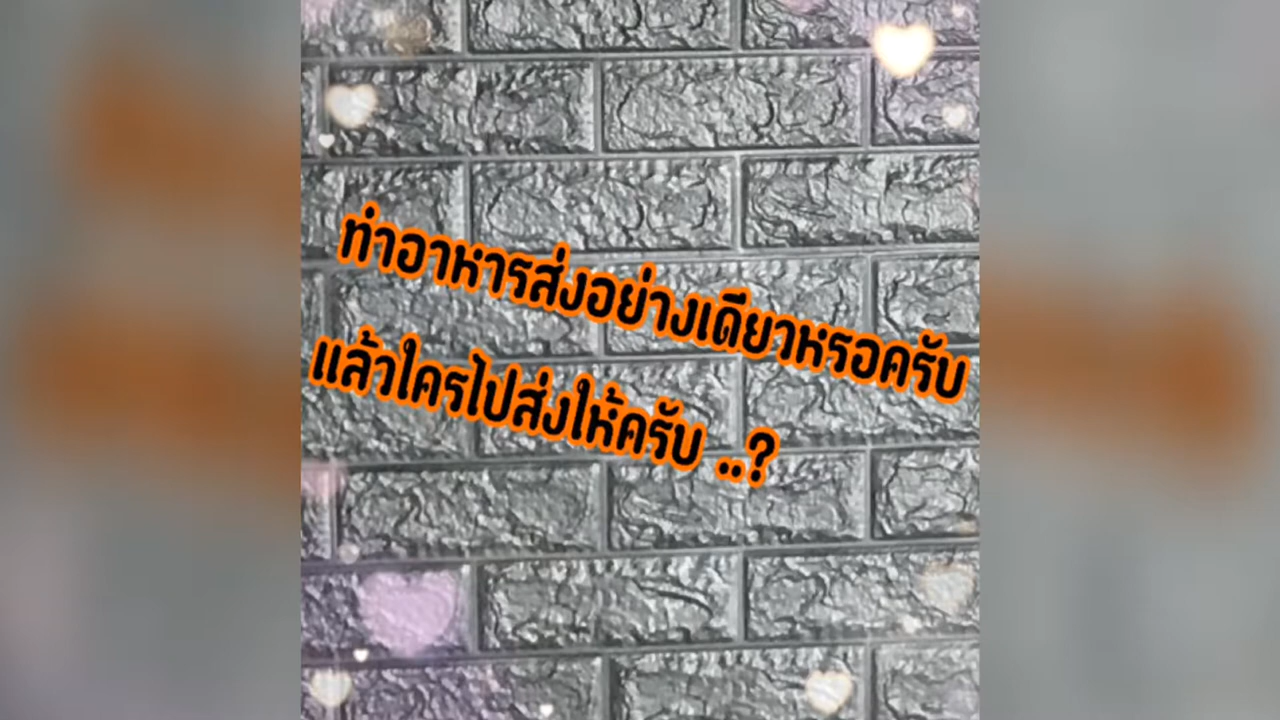 ทำอาหารส่งอย่างเดียวหรอครับ
แล้วใครไปส่งให้ครับ ..?